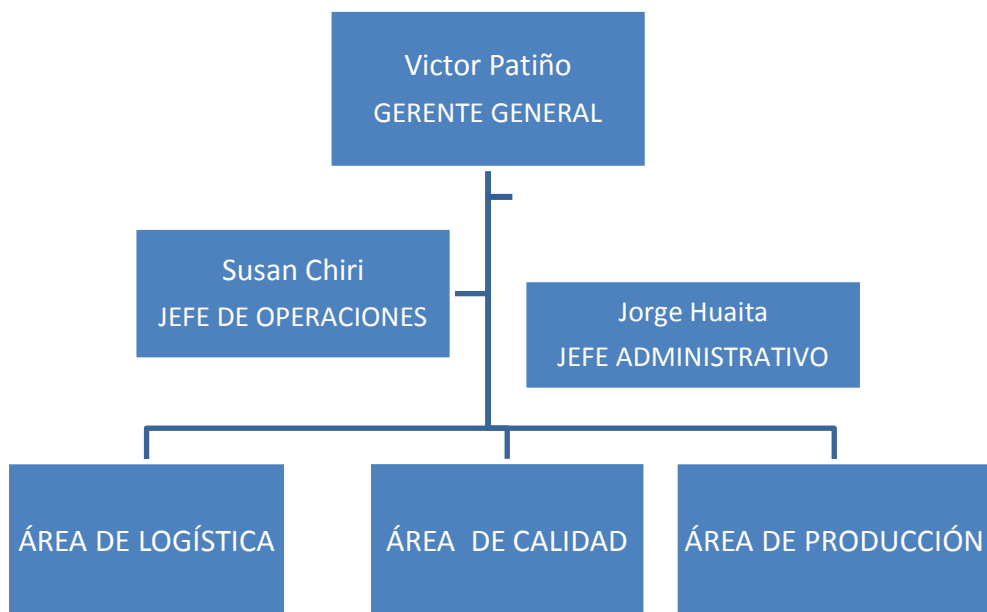 Victor Patiño
GERENTE GENERAL
Susan Chiri
JEFE DE OPERACIONES
Jorge Huaita
JEFE ADMINISTRATIVO
ÁREA DE LOGÍSTICA
ÁREA  DE CALIDAD
ÁREA DE PRODUCCIÓN